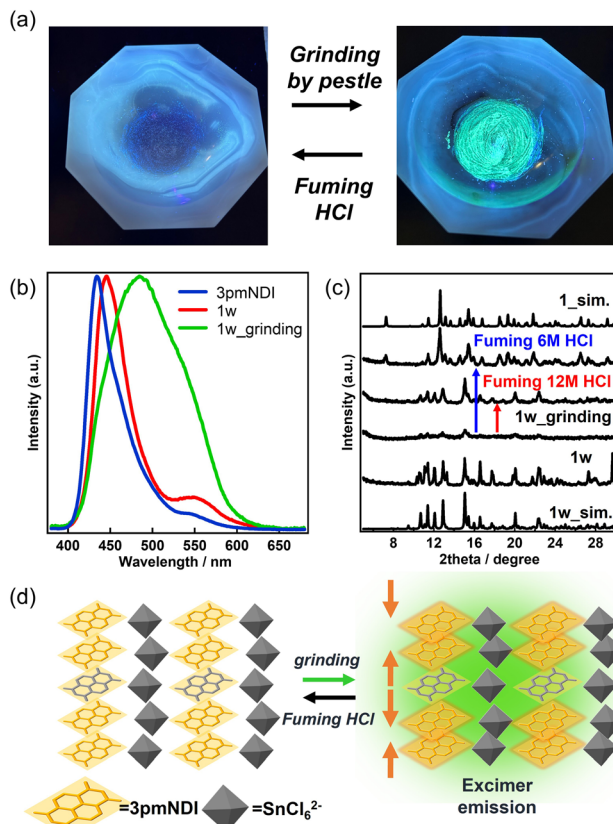 (a)
Grinding
by pestle
Fuming
HCl
(b)
3pmNDI
1w
1w_grinding
Intensity (a.u.)
400 450 500 550 600 650
Wavelength / nm
(c)
1_sim.
Fuming 6M HCl
Fuming 12M HCl
1w_grinding
1w
1w_sim.
Intensity (a.u.)
8 12 16 20 24 28
2theta / degree
(d)
grinding
Fuming HCl
Excimer
emission
=3pmNDI =SnCl₆²⁻